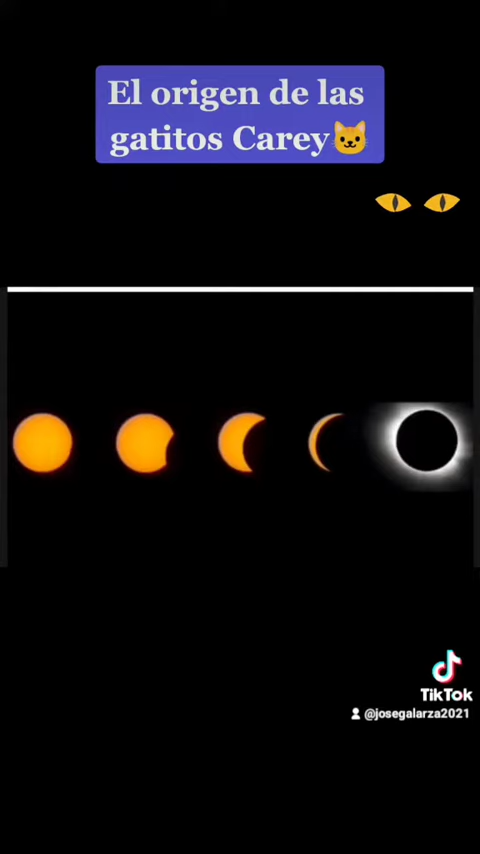 El origen de las
gatitos Carey🐱
TikTok
@josegalarza2021